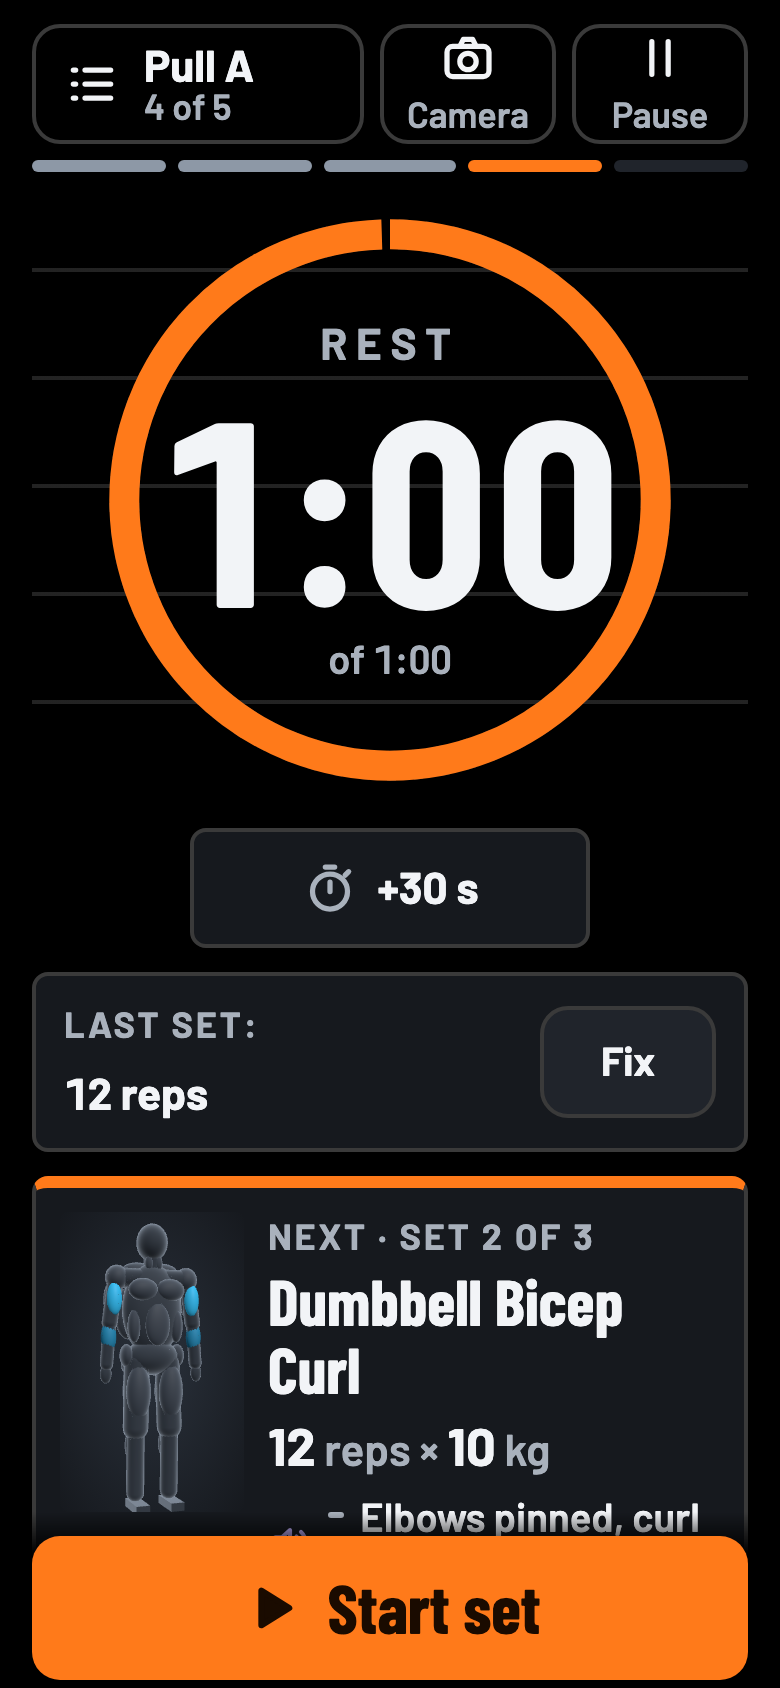 Pull A
4 of 5
Camera
Pause
REST
1:00
of 1:00
+30 s
LAST SET:
12 reps
Fix
NEXT · SET 2 OF 3
Dumbbell Bicep
Curl
12 reps × 10 kg
- Elbows pinned, curl
Start set